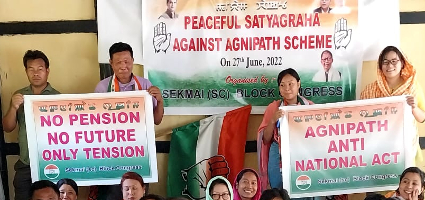 PEACEFUL SATYAGRAHA
AGAINST AGNIPATH SCHEME
On 27th June, 2022
Organised by :
SEKMAI (SC) BLOCK CONGRESS
NO PENSION
NO FUTURE
ONLY TENSION
AGNIPATH
ANTI
NATIONAL ACT